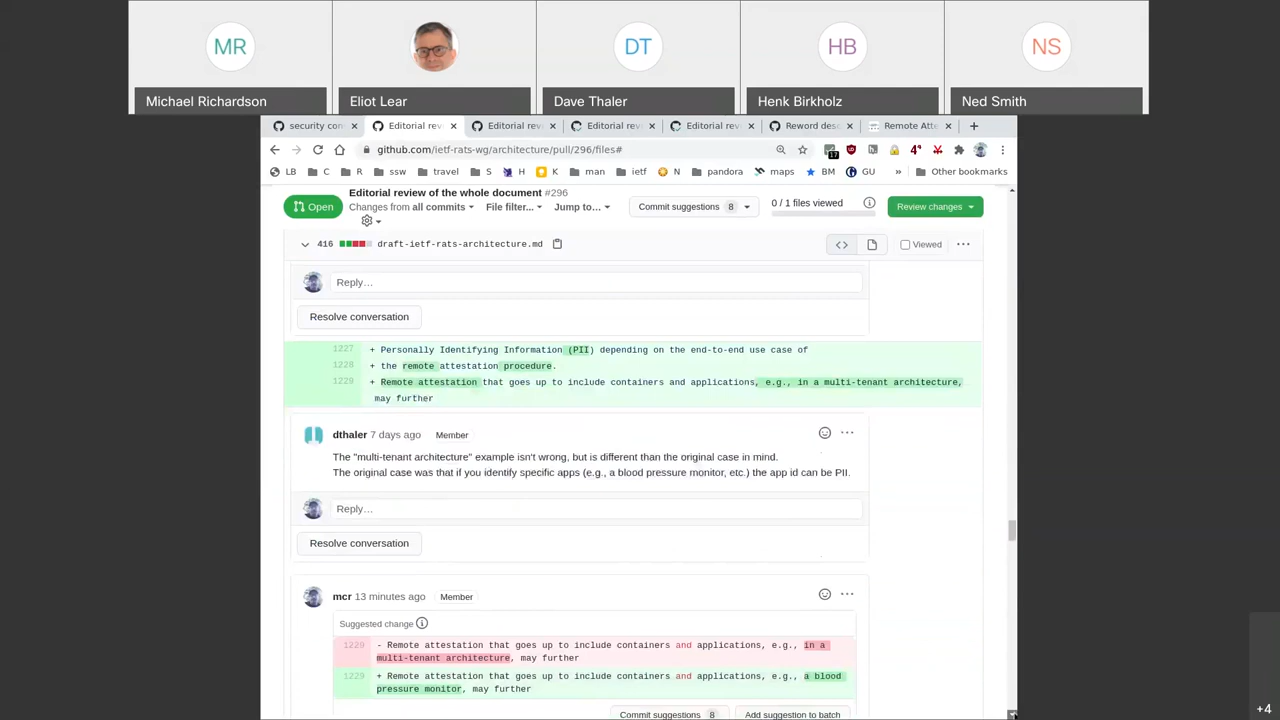 MR
DT
HB
NS
Michael Richardson
Eliot Lear
Dave Thaler
Henk Birkholz
Ned Smith
security con
Editorial rev
Editorial rev
Editorial rev
Editorial rev
Reword des
Remote Atte
github.com/ietf-rats-wg/architecture/pull/296/files#
17
4°
LB
C
R
ssw
travel
S
H
K
man
ietf
N
pandora
maps
BM
GU
»
Other bookmarks
Open
Editorial review of the whole document #296
Changes from all commits
File filter...
Jump to...
Commit suggestions 8
0 / 1 files viewed
Review changes
416
draft-ietf-rats-architecture.md
Viewed
Reply...
Resolve conversation
1227 + Personally Identifying Information (PII) depending on the end-to-end use case of
1228 + the remote attestation procedure.
1229 + Remote attestation that goes up to include containers and applications, e.g., in a multi-tenant architecture,
may further
dthaler 7 days ago Member
The "multi-tenant architecture" example isn't wrong, but is different than the original case in mind.
The original case was that if you identify specific apps (e.g., a blood pressure monitor, etc.) the app id can be PII.
Reply...
Resolve conversation
mcr 13 minutes ago Member
Suggested change
1229 - Remote attestation that goes up to include containers and applications, e.g., in a
multi-tenant architecture, may further
1229 + Remote attestation that goes up to include containers and applications, e.g., a blood
pressure monitor, may further
Commit suggestions 8
Add suggestion to batch
+4